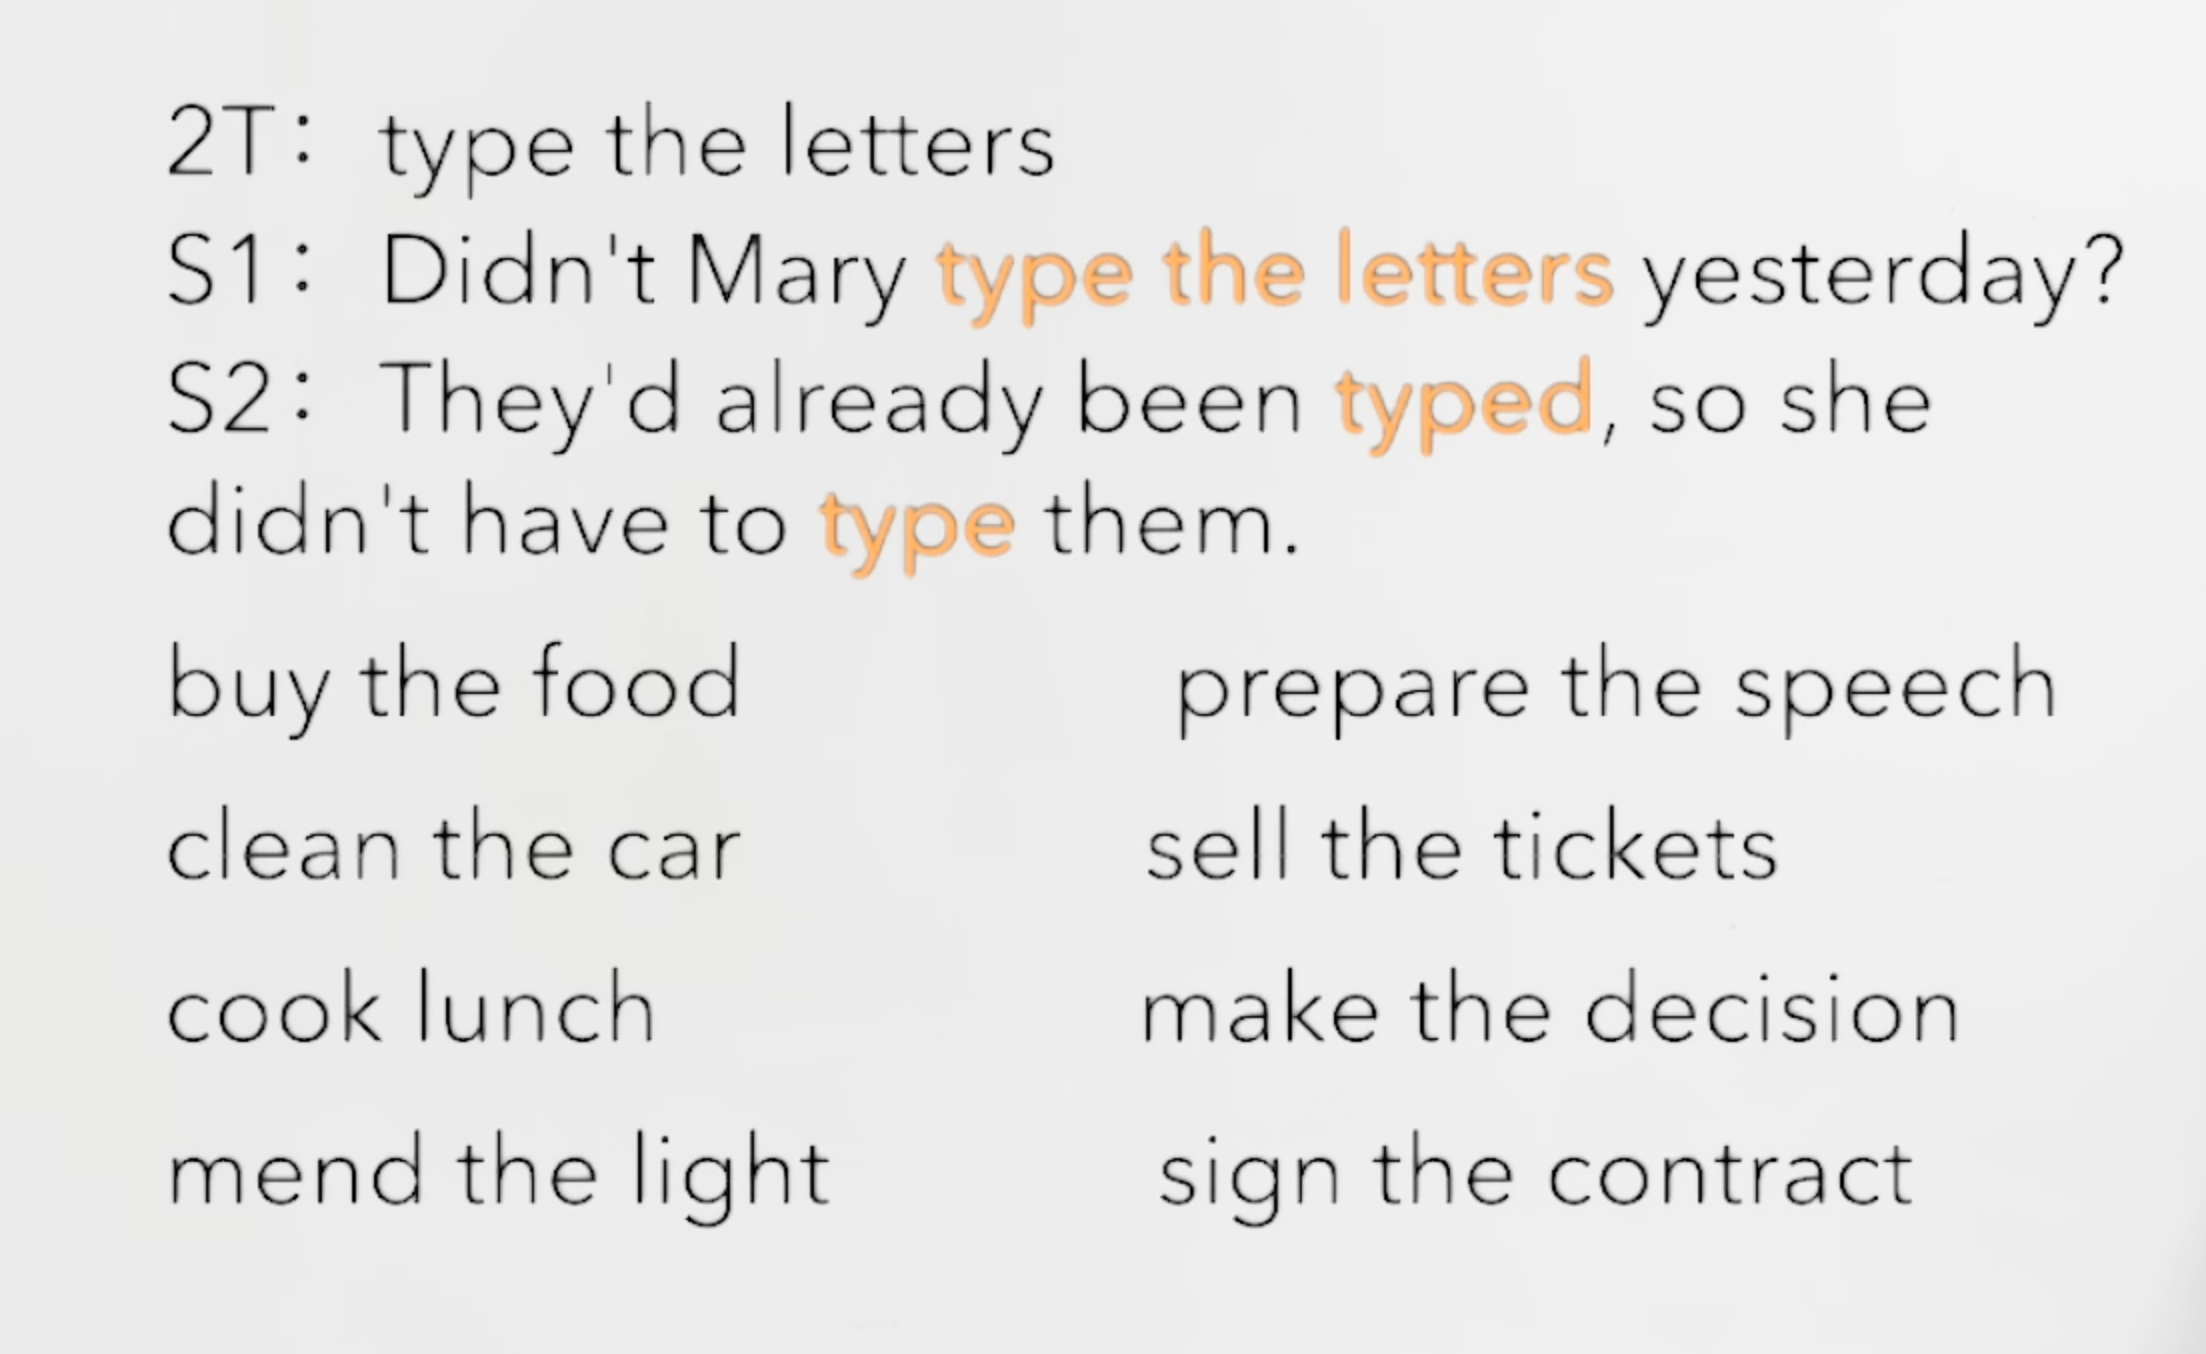 2T: type the letters
S1: Didn't Mary type the letters yesterday?
S2: They'd already been typed, so she
didn't have to type them.
buy the food prepare the speech
clean the car sell the tickets
cook lunch make the decision
mend the light sign the contract